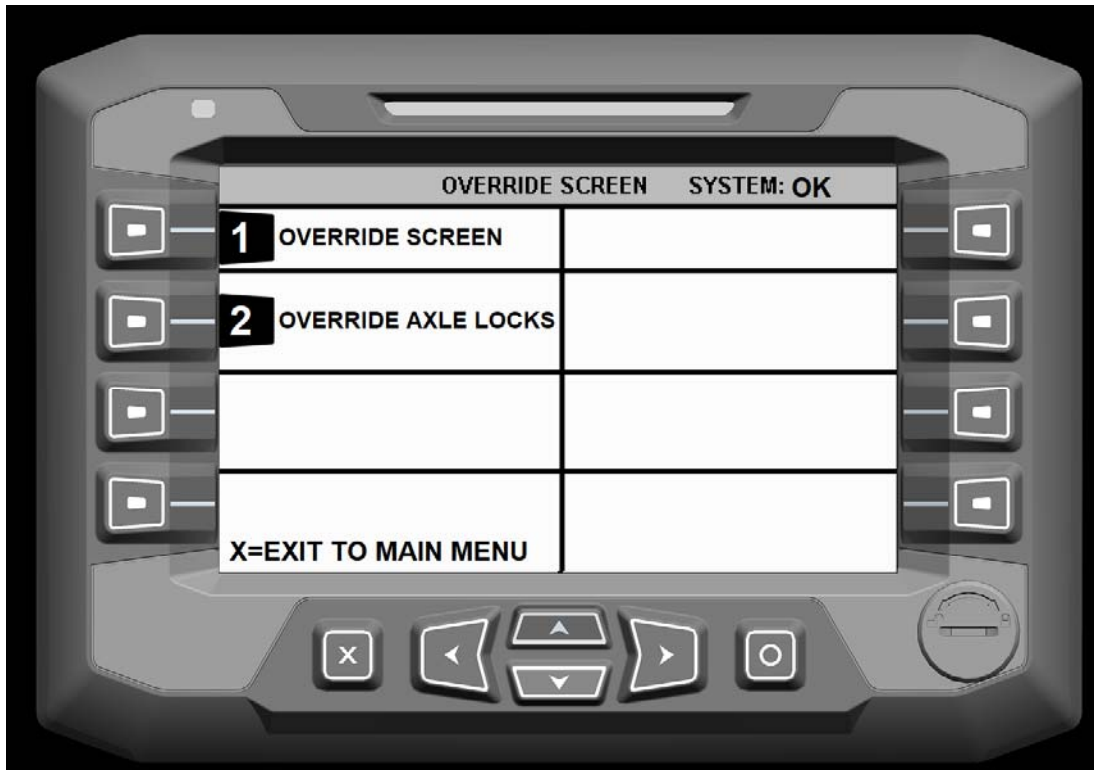 OVERRIDE SCREEN SYSTEM: OK
1 OVERRIDE SCREEN
2 OVERRIDE AXLE LOCKS
X=EXIT TO MAIN MENU
X
O